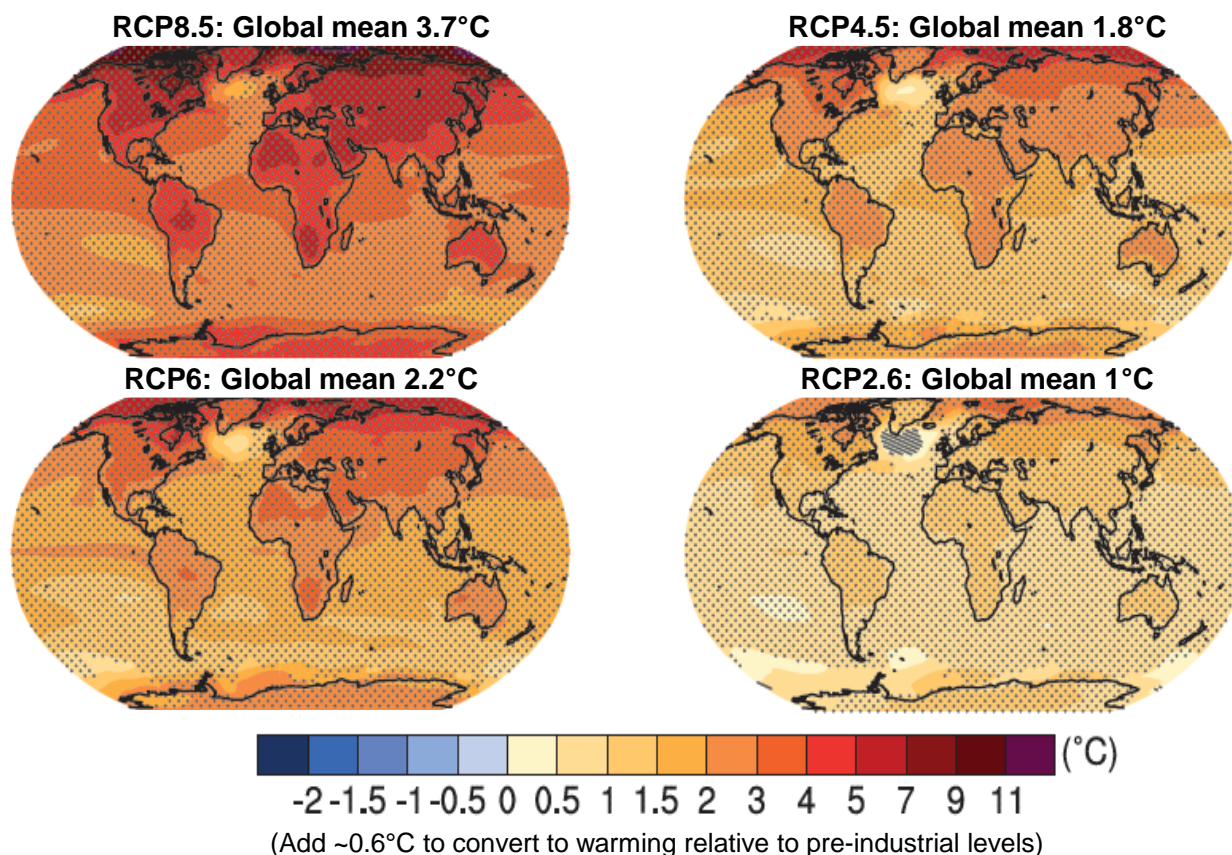 RCP8.5: Global mean 3.7°C
RCP4.5: Global mean 1.8°C
RCP6: Global mean 2.2°C
RCP2.6: Global mean 1°C
(°C)
-2 -1.5 -1 -0.5 0 0.5 1 1.5 2 3 4 5 7 9 11
(Add ~0.6°C to convert to warming relative to pre-industrial levels)